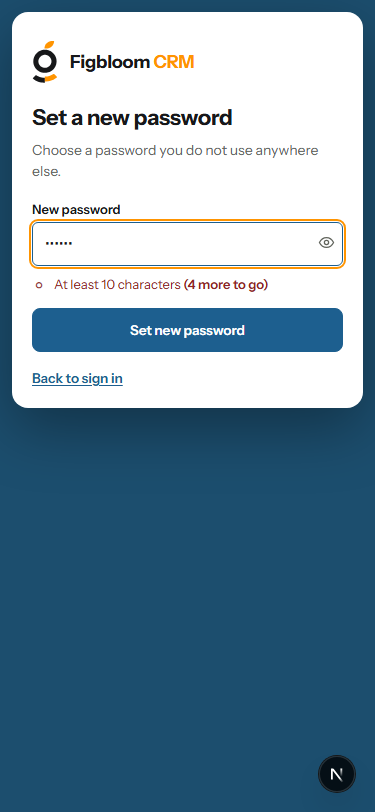 Figbloom CRM
Set a new password
Choose a password you do not use anywhere
else.
New password
••••••
At least 10 characters (4 more to go)
Set new password
Back to sign in
N